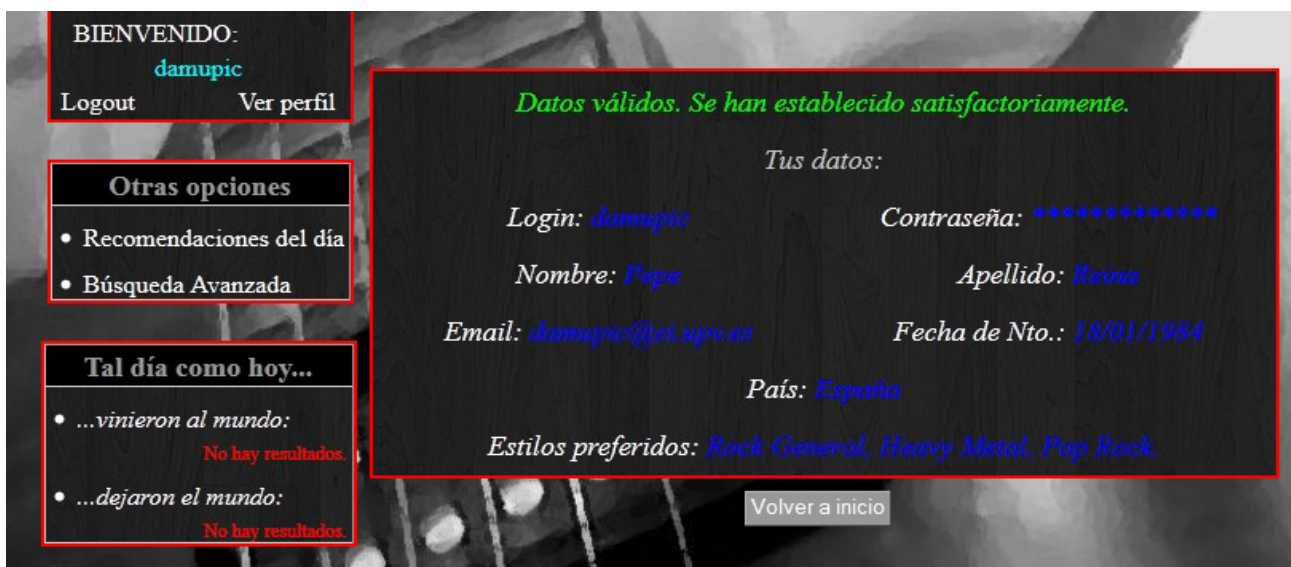 BIENVENIDO:
damupic
Logout Ver perfil
Otras opciones
• Recomendaciones del día
• Búsqueda Avanzada
Tal día como hoy...
• ...vinieron al mundo:
No hay resultados.
• ...dejaron el mundo:
No hay resultados.
Datos válidos. Se han establecido satisfactoriamente.
Tus datos:
Login: damupic Contraseña: *************
Nombre: Pepe Apellido: Reina
Email: damupic@ei.upv.es Fecha de Nto.: 18/01/1984
País: España
Estilos preferidos: Rock General, Heavy Metal, Pop Rock.
Volver a inicio